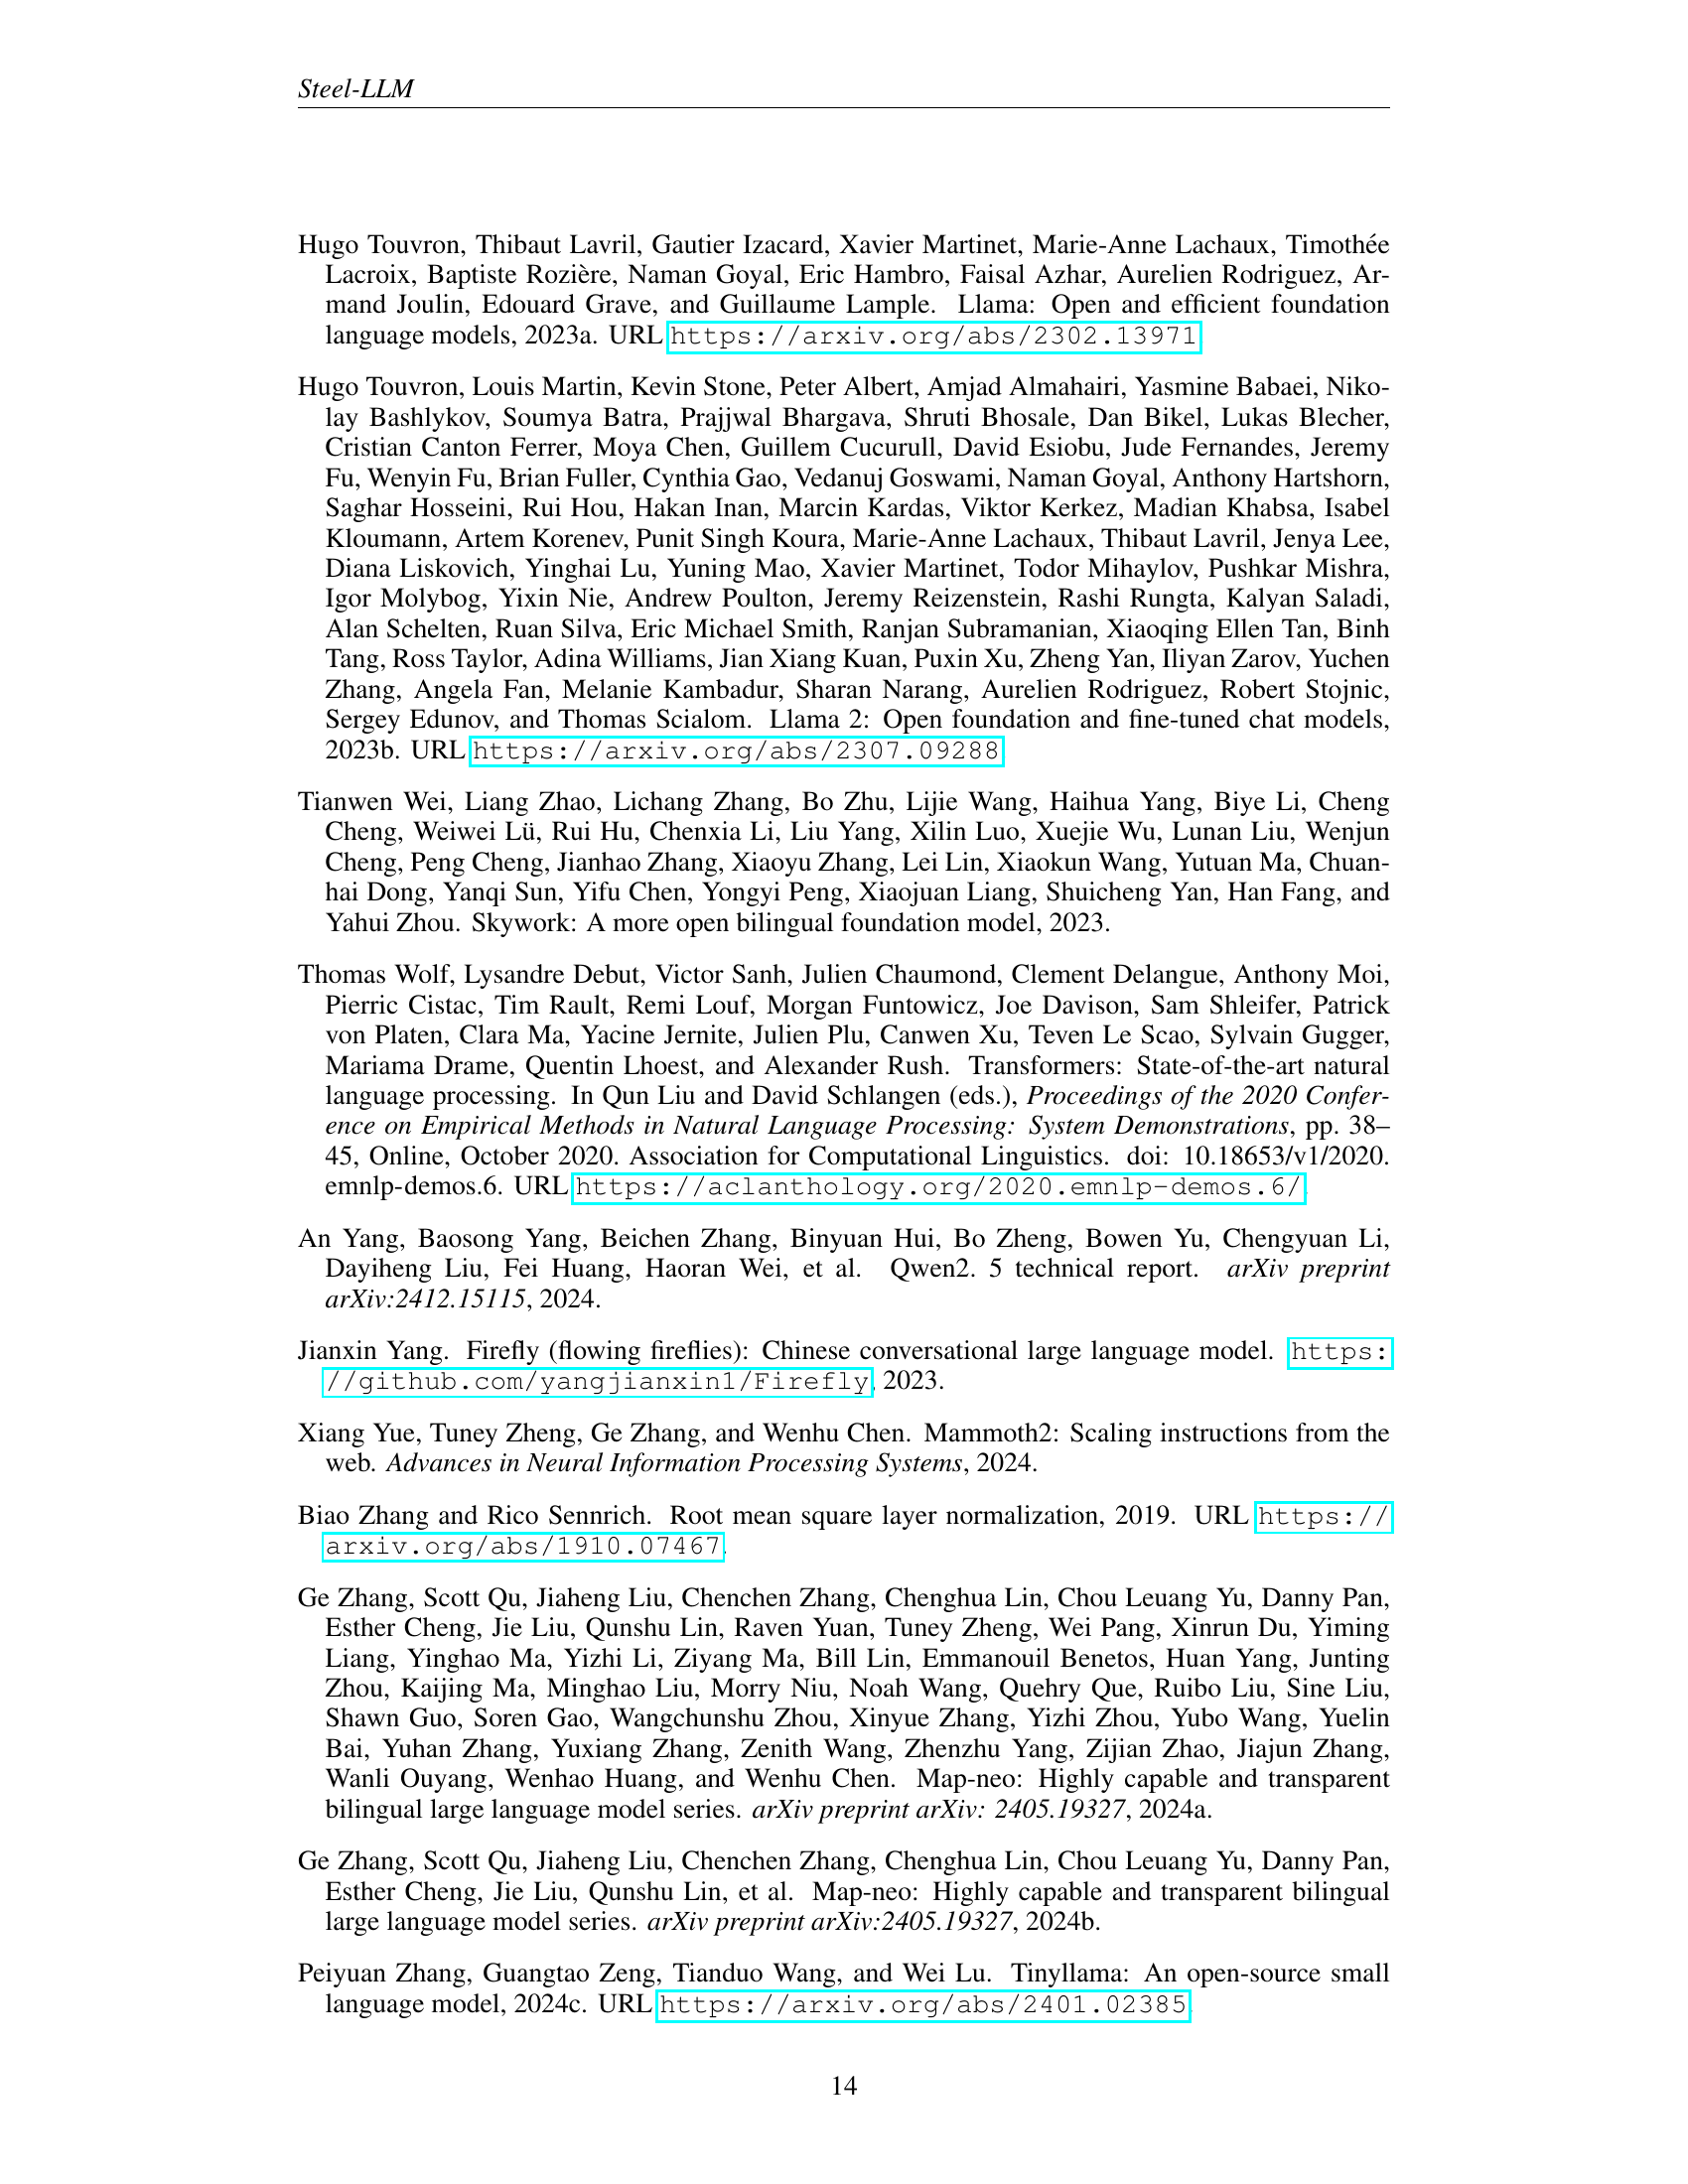 Steel-LLM
Hugo Touvron, Thibaut Lavril, Gautier Izacard, Xavier Martinet, Marie-Anne Lachaux, Timothée
Lacroix, Baptiste Rozière, Naman Goyal, Eric Hambro, Faisal Azhar, Aurelien Rodriguez, Ar-
mand Joulin, Edouard Grave, and Guillaume Lample. Llama: Open and efficient foundation
language models, 2023a. URL https://arxiv.org/abs/2302.13971
Hugo Touvron, Louis Martin, Kevin Stone, Peter Albert, Amjad Almahairi, Yasmine Babaei, Niko-
lay Bashlykov, Soumya Batra, Prajjwal Bhargava, Shruti Bhosale, Dan Bikel, Lukas Blecher,
Cristian Canton Ferrer, Moya Chen, Guillem Cucurull, David Esiobu, Jude Fernandes, Jeremy
Fu, Wenyin Fu, Brian Fuller, Cynthia Gao, Vedanuj Goswami, Naman Goyal, Anthony Hartshorn,
Saghar Hosseini, Rui Hou, Hakan Inan, Marcin Kardas, Viktor Kerkez, Madian Khabsa, Isabel
Kloumann, Artem Korenev, Punit Singh Koura, Marie-Anne Lachaux, Thibaut Lavril, Jenya Lee,
Diana Liskovich, Yinghai Lu, Yuning Mao, Xavier Martinet, Todor Mihaylov, Pushkar Mishra,
Igor Molybog, Yixin Nie, Andrew Poulton, Jeremy Reizenstein, Rashi Rungta, Kalyan Saladi,
Alan Schelten, Ruan Silva, Eric Michael Smith, Ranjan Subramanian, Xiaoqing Ellen Tan, Binh
Tang, Ross Taylor, Adina Williams, Jian Xiang Kuan, Puxin Xu, Zheng Yan, Iliyan Zarov, Yuchen
Zhang, Angela Fan, Melanie Kambadur, Sharan Narang, Aurelien Rodriguez, Robert Stojnic,
Sergey Edunov, and Thomas Scialom. Llama 2: Open foundation and fine-tuned chat models,
2023b. URL https://arxiv.org/abs/2307.09288
Tianwen Wei, Liang Zhao, Lichang Zhang, Bo Zhu, Lijie Wang, Haihua Yang, Biye Li, Cheng
Cheng, Weiwei Lü, Rui Hu, Chenxia Li, Liu Yang, Xilin Luo, Xuejie Wu, Lunan Liu, Wenjun
Cheng, Peng Cheng, Jianhao Zhang, Xiaoyu Zhang, Lei Lin, Xiaokun Wang, Yutuan Ma, Chuan-
hai Dong, Yanqi Sun, Yifu Chen, Yongyi Peng, Xiaojuan Liang, Shuicheng Yan, Han Fang, and
Yahui Zhou. Skywork: A more open bilingual foundation model, 2023.
Thomas Wolf, Lysandre Debut, Victor Sanh, Julien Chaumond, Clement Delangue, Anthony Moi,
Pierric Cistac, Tim Rault, Remi Louf, Morgan Funtowicz, Joe Davison, Sam Shleifer, Patrick
von Platen, Clara Ma, Yacine Jernite, Julien Plu, Canwen Xu, Teven Le Scao, Sylvain Gugger,
Mariama Drame, Quentin Lhoest, and Alexander Rush. Transformers: State-of-the-art natural
language processing. In Qun Liu and David Schlangen (eds.), Proceedings of the 2020 Confer-
ence on Empirical Methods in Natural Language Processing: System Demonstrations, pp. 38–
45, Online, October 2020. Association for Computational Linguistics. doi: 10.18653/v1/2020.
emnlp-demos.6. URL https://aclanthology.org/2020.emnlp-demos.6/
An Yang, Baosong Yang, Beichen Zhang, Binyuan Hui, Bo Zheng, Bowen Yu, Chengyuan Li,
Dayiheng Liu, Fei Huang, Haoran Wei, et al. Qwen2. 5 technical report. arXiv preprint
arXiv:2412.15115, 2024.
Jianxin Yang. Firefly (flowing fireflies): Chinese conversational large language model. https:
//github.com/yangjianxin1/Firefly, 2023.
Xiang Yue, Tuney Zheng, Ge Zhang, and Wenhu Chen. Mammoth2: Scaling instructions from the
web. Advances in Neural Information Processing Systems, 2024.
Biao Zhang and Rico Sennrich. Root mean square layer normalization, 2019. URL https://
arxiv.org/abs/1910.07467.
Ge Zhang, Scott Qu, Jiaheng Liu, Chenchen Zhang, Chenghua Lin, Chou Leuang Yu, Danny Pan,
Esther Cheng, Jie Liu, Qunshu Lin, Raven Yuan, Tuney Zheng, Wei Pang, Xinrun Du, Yiming
Liang, Yinghao Ma, Yizhi Li, Ziyang Ma, Bill Lin, Emmanouil Benetos, Huan Yang, Junting
Zhou, Kaijing Ma, Minghao Liu, Morry Niu, Noah Wang, Quehry Que, Ruibo Liu, Sine Liu,
Shawn Guo, Soren Gao, Wangchunshu Zhou, Xinyue Zhang, Yizhi Zhou, Yubo Wang, Yuelin
Bai, Yuhan Zhang, Yuxiang Zhang, Zenith Wang, Zhenzhu Yang, Zijian Zhao, Jiajun Zhang,
Wanli Ouyang, Wenhao Huang, and Wenhu Chen. Map-neo: Highly capable and transparent
bilingual large language model series. arXiv preprint arXiv: 2405.19327, 2024a.
Ge Zhang, Scott Qu, Jiaheng Liu, Chenchen Zhang, Chenghua Lin, Chou Leuang Yu, Danny Pan,
Esther Cheng, Jie Liu, Qunshu Lin, et al. Map-neo: Highly capable and transparent bilingual
large language model series. arXiv preprint arXiv:2405.19327, 2024b.
Peiyuan Zhang, Guangtao Zeng, Tianduo Wang, and Wei Lu. Tinyllama: An open-source small
language model, 2024c. URL https://arxiv.org/abs/2401.02385.
14